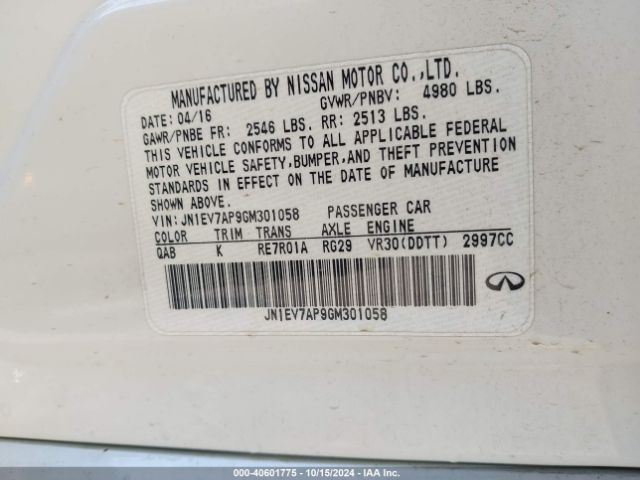 MANUFACTURED BY NISSAN MOTOR CO.,LTD.
DATE: 04/16 GVWR/PNBV: 4980 LBS.
GAWR/PNBE FR: 2546 LBS. RR: 2513 LBS.
THIS VEHICLE CONFORMS TO ALL APPLICABLE FEDERAL
MOTOR VEHICLE SAFETY,BUMPER,AND THEFT PREVENTION
STANDARDS IN EFFECT ON THE DATE OF MANUFACTURE
SHOWN ABOVE.
VIN: JN1EV7AP9GM301058 PASSENGER CAR
COLOR TRIM TRANS AXLE ENGINE
QAB K RE7R01A RG29 VR30(DDTT) 2997CC
JN1EV7AP9GM301058
000-40601775 | 10/15/2024 | IAA Inc.